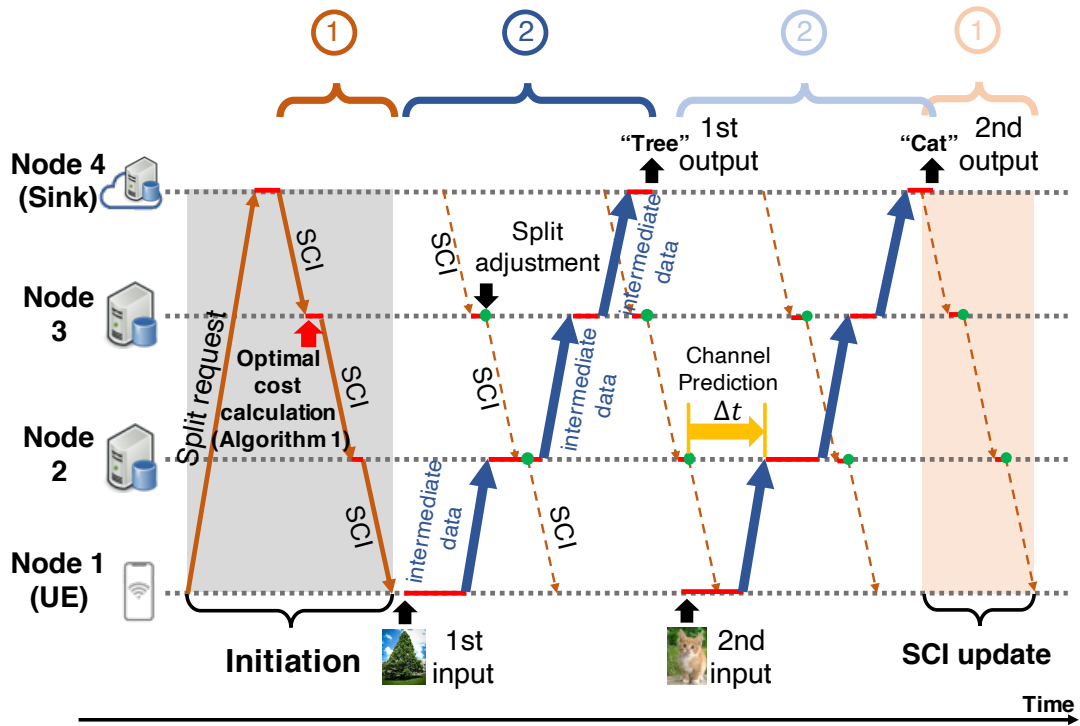 1
2
2
1
Node 4
(Sink)
Node
3
Node
2
Node 1
(UE)
Split request
SCI
SCI
SCI
Optimal
cost
calculation
(Algorithm 1)
Initiation
SCI
SCI
SCI
Split
adjustment
intermediate
data
intermediate
data
intermediate
data
“Tree”
1st
output
1st
input
Channel
Prediction
Δt
2nd
input
“Cat”
2nd
output
SCI update
Time